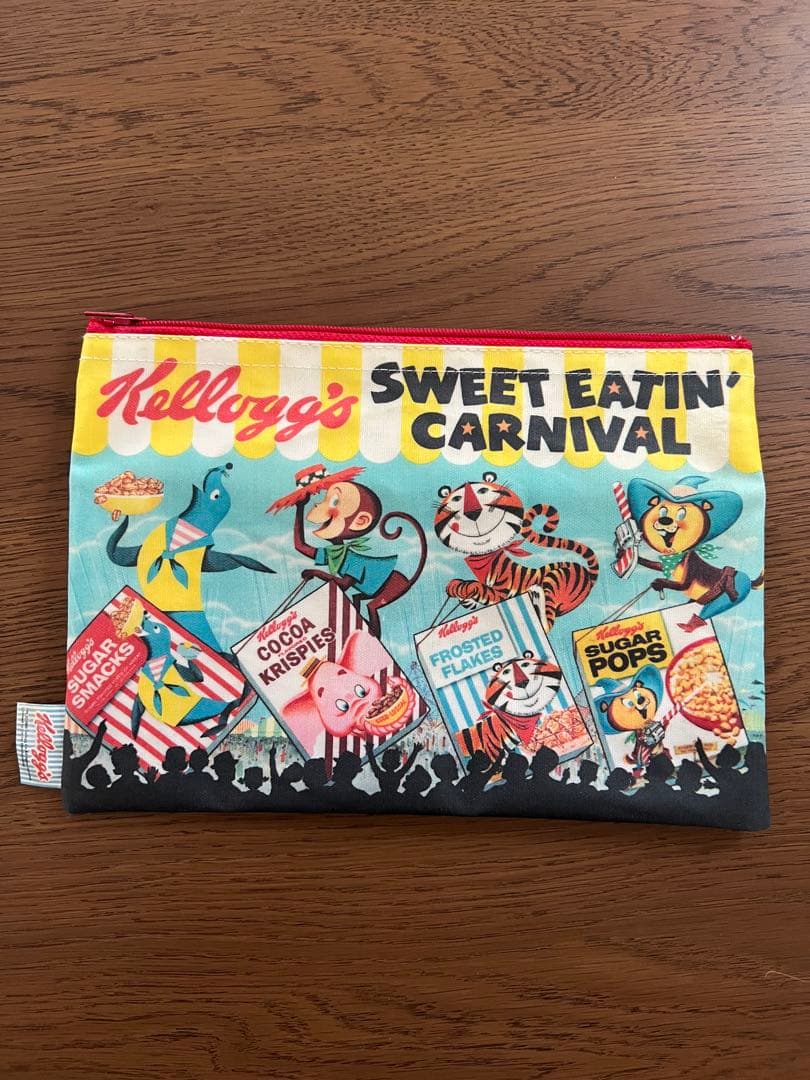 Kellogg's
SWEET EATIN'
CARNIVAL
Kellogg's
SUGAR
SMACKS
Kellogg's
COCOA
KRISPIES
Kellogg's
FROSTED
FLAKES
Kellogg's
SUGAR
POPS
Kellogg's